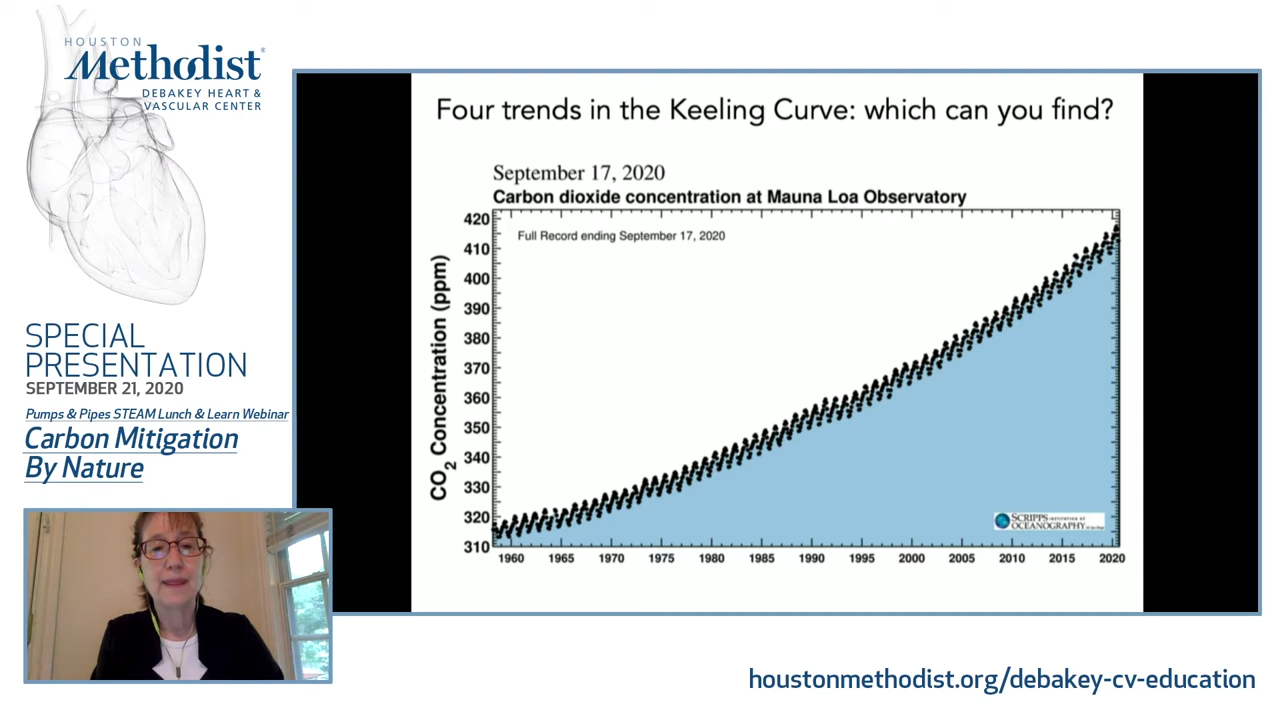 HOUSTON
Methodist®
DEBAKEY HEART &
VASCULAR CENTER
SPECIAL
PRESENTATION
SEPTEMBER 21, 2020
Pumps & Pipes STEAM Lunch & Learn Webinar
Carbon Mitigation
By Nature
Four trends in the Keeling Curve: which can you find?
September 17, 2020
Carbon dioxide concentration at Mauna Loa Observatory
Full Record ending September 17, 2020
CO2 Concentration (ppm)
420
410
400
390
380
370
360
350
340
330
320
310
1960 1965 1970 1975 1980 1985 1990 1995 2000 2005 2010 2015 2020
SCRIPPS INSTITUTION OF
OCEANOGRAPHY
houstonmethodist.org/debakey-cv-education